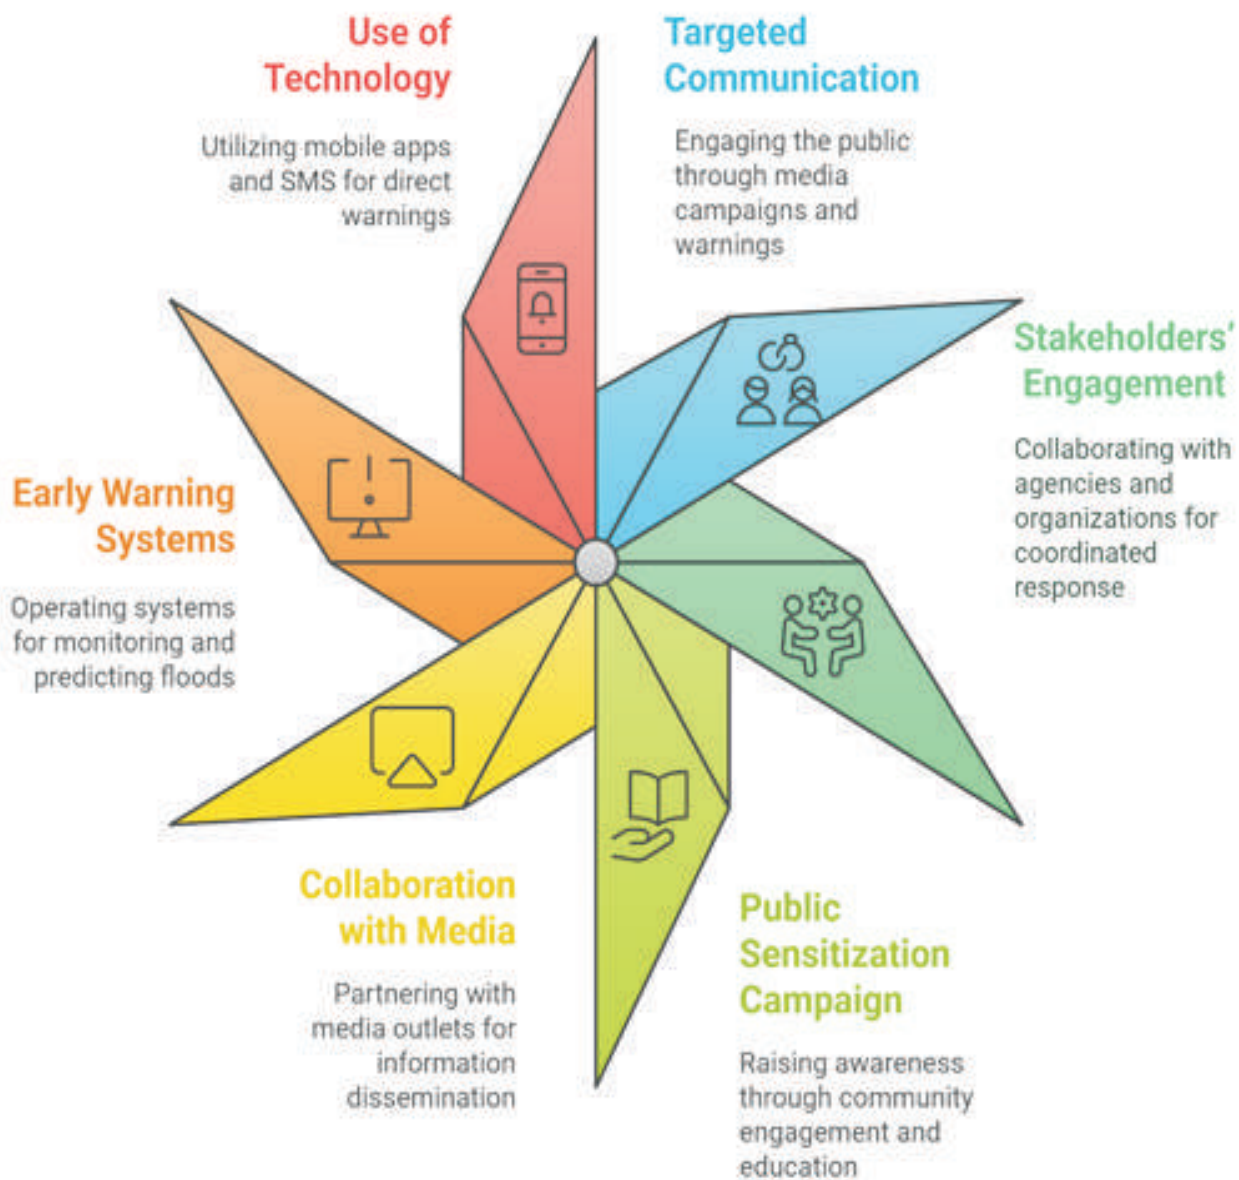 Use of
Technology
Utilizing mobile apps
and SMS for direct
warnings
Targeted
Communication
Engaging the public
through media
campaigns and
warnings
Stakeholders'
Engagement
Collaborating with
agencies and
organizations for
coordinated
response
Early Warning
Systems
Operating systems
for monitoring and
predicting floods
Collaboration
with Media
Partnering with
media outlets for
information
dissemination
Public
Sensitization
Campaign
Raising awareness
through community
engagement and
education